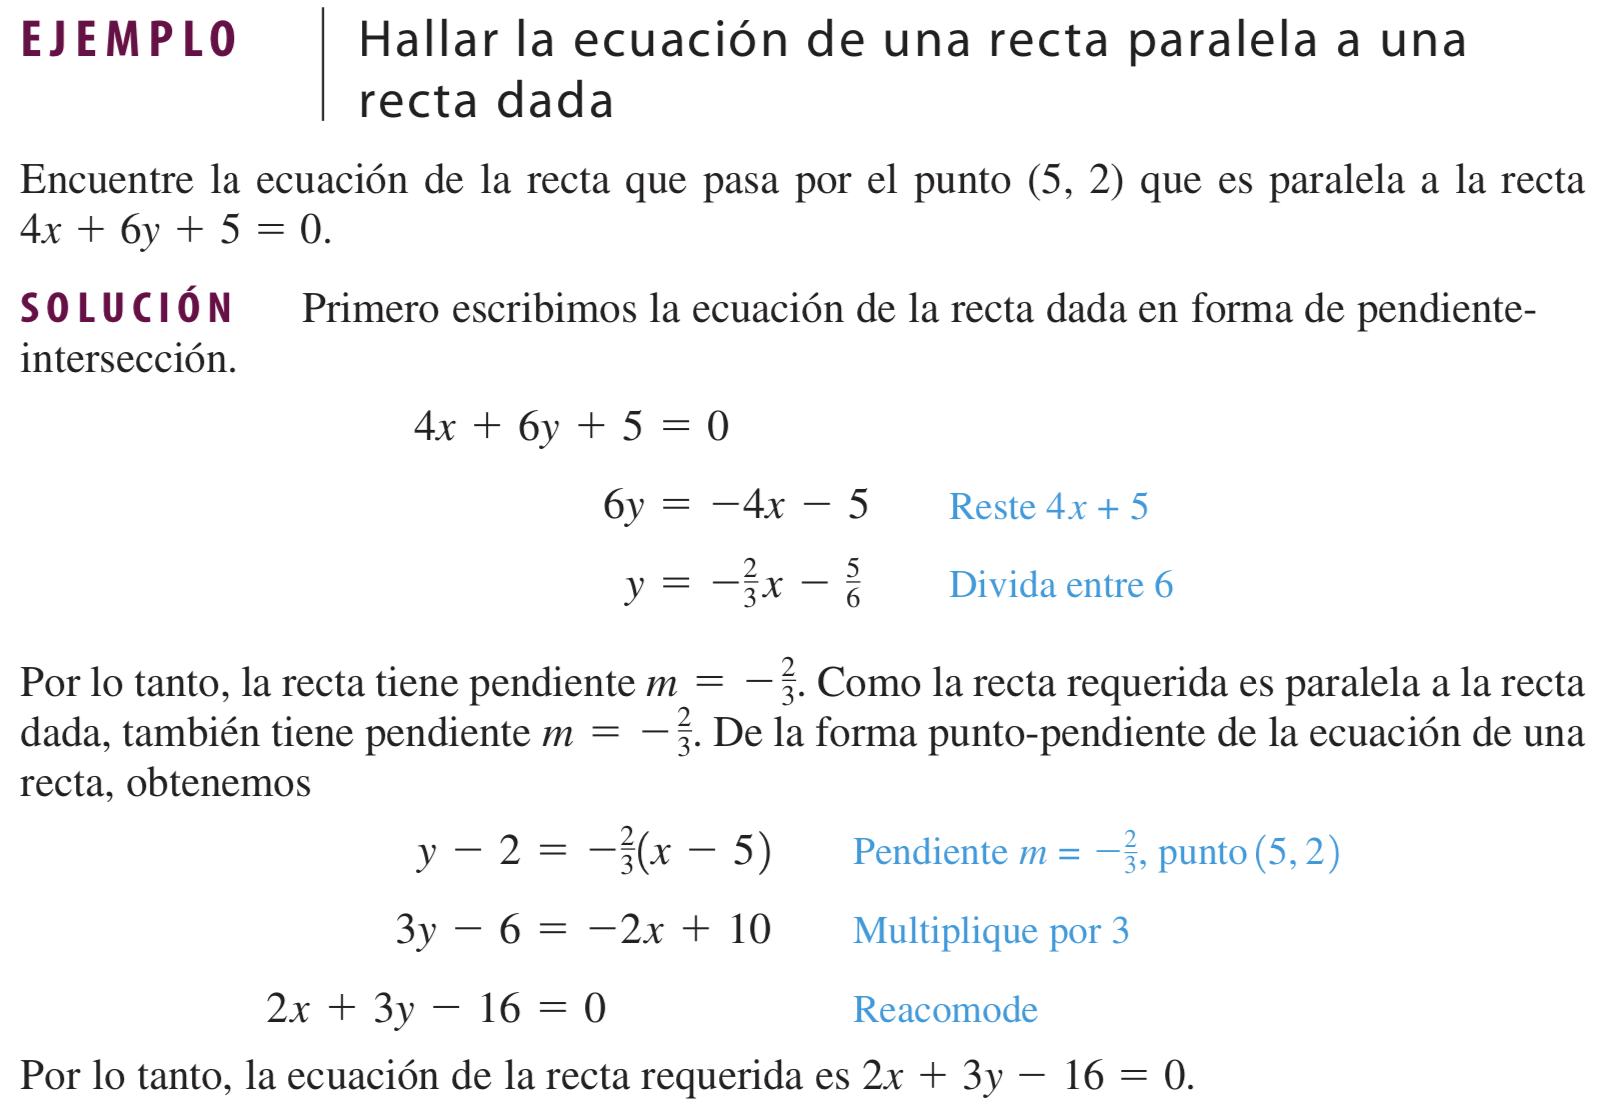 EJEMPLO Hallar la ecuación de una recta paralela a una
recta dada
Encuentre la ecuación de la recta que pasa por el punto (5, 2) que es paralela a la recta
4x + 6y + 5 = 0.
SOLUCIÓN Primero escribimos la ecuación de la recta dada en forma de pendiente-
intersección.
4x + 6y + 5 = 0
6y = −4x − 5 Reste 4x + 5
y = −2/3x − 5/6 Divida entre 6
Por lo tanto, la recta tiene pendiente m = −2/3. Como la recta requerida es paralela a la recta
dada, también tiene pendiente m = −2/3. De la forma punto-pendiente de la ecuación de una
recta, obtenemos
y − 2 = −2/3(x − 5) Pendiente m = −2/3, punto (5, 2)
3y − 6 = −2x + 10 Multiplique por 3
2x + 3y − 16 = 0 Reacomode
Por lo tanto, la ecuación de la recta requerida es 2x + 3y − 16 = 0.